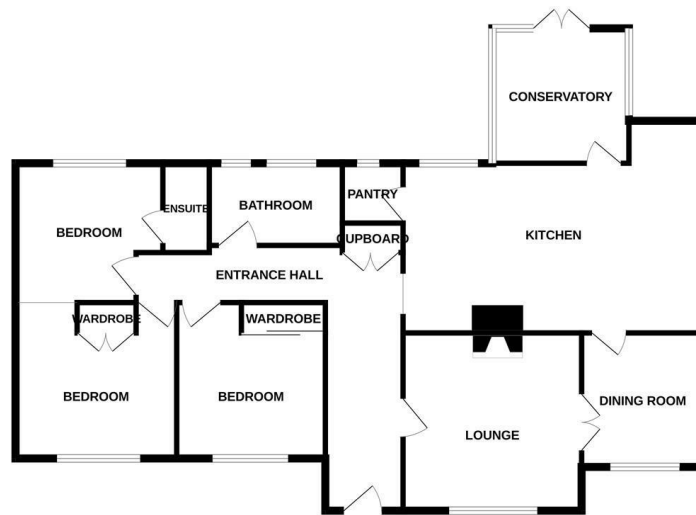 CONSERVATORY
ENSUITE
PANTRY
BATHROOM
BEDROOM
KITCHEN
CUPBOARD
ENTRANCE HALL
WARDROBE
WARDROBE
BEDROOM
BEDROOM
DINING ROOM
LOUNGE